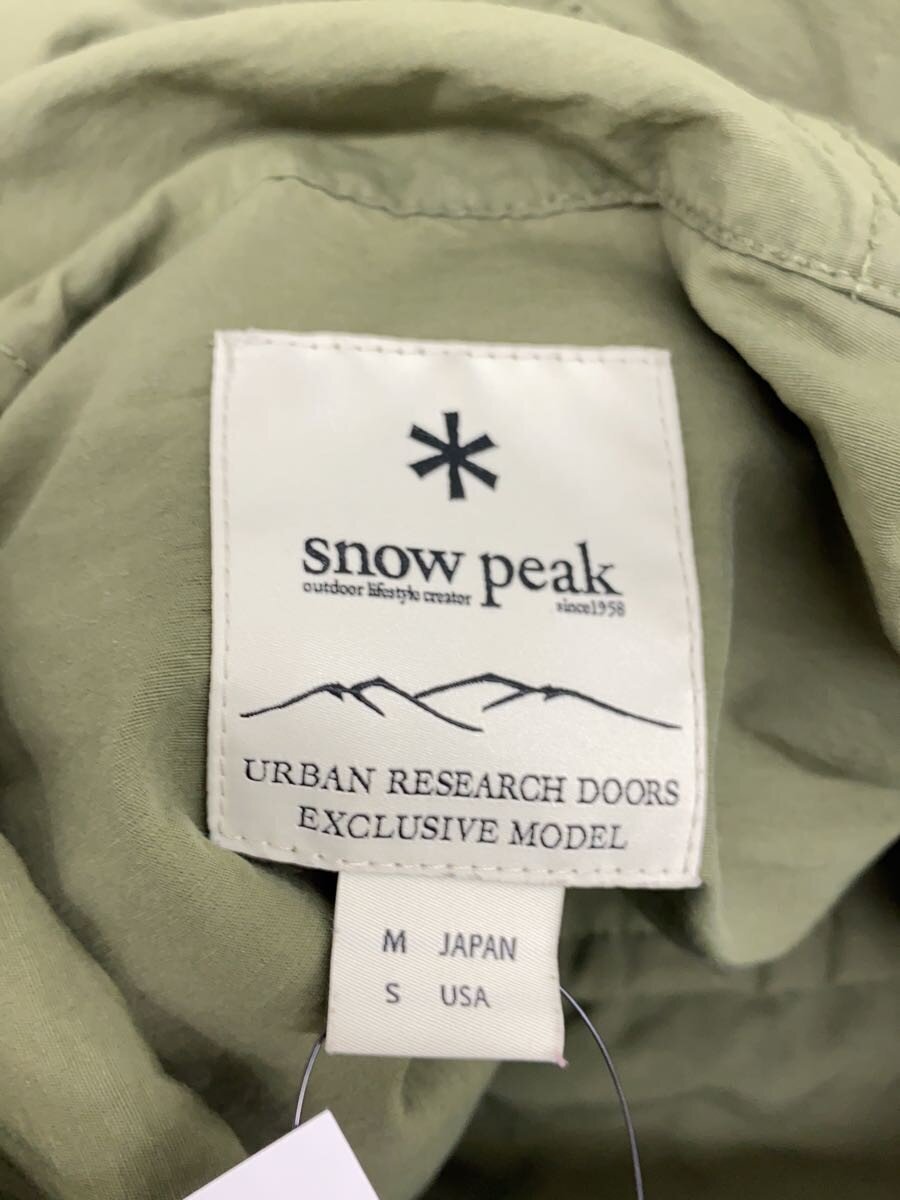 snow peak
outdoor lifestyle creator
since1958
URBAN RESEARCH DOORS
EXCLUSIVE MODEL
M JAPAN
S USA